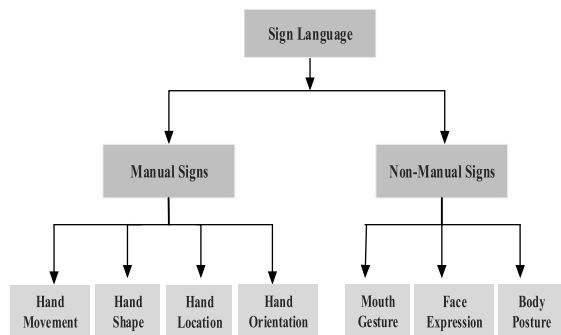 Sign Language
Manual Signs
Non-Manual Signs
Hand
Movement
Hand
Shape
Hand
Location
Hand
Orientation
Mouth
Gesture
Face
Expression
Body
Posture